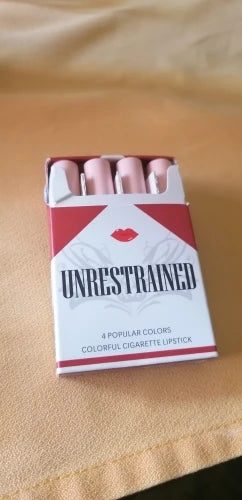 UNRESTRAINED
4 POPULAR COLORS
COLORFUL CIGARETTE LIPSTICK